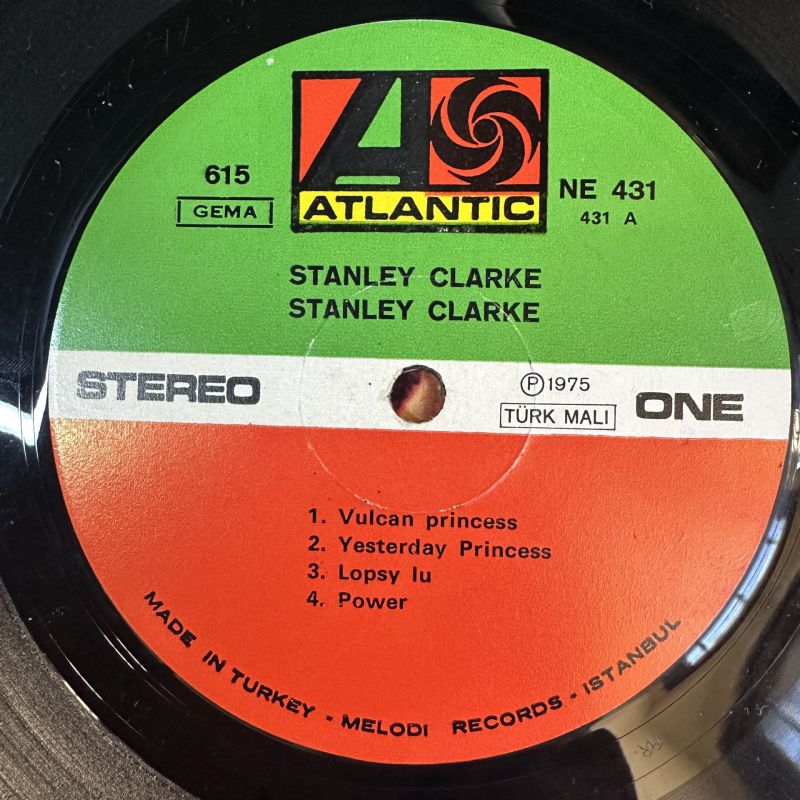 615
GEMA
ATLANTIC
NE 431
431 A
STANLEY CLARKE
STANLEY CLARKE
STEREO
Ⓟ1975
TÜRK MALI
ONE
1. Vulcan princess
2. Yesterday Princess
3. Lopsy lu
4. Power
MADE IN TURKEY - MELODI RECORDS - ISTANBUL